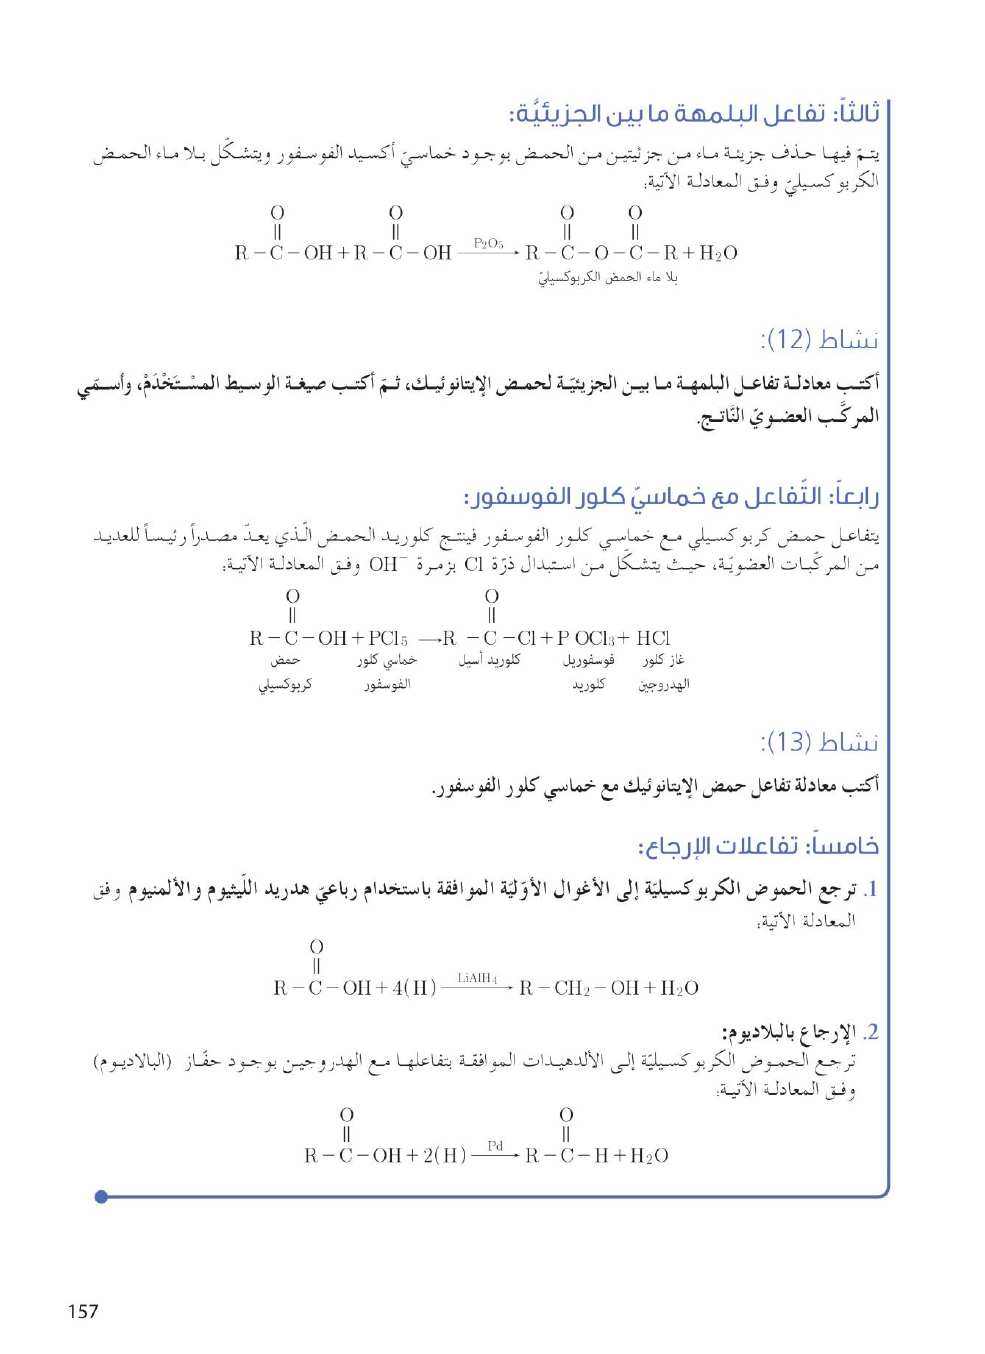 ثالثاً: تفاعل البلمهة ما بين الجزيئيَّة:
يتمّ فيها حذف جزيئة ماء من جزئيتين من الحمض بوجود خماسيّ أكسيد الفوسفور ويتشكّل بلا ماء الحمض
الكربوكسيليّ وفق المعادلة الآتية:
O O O O
|| || || ||
R – C – OH + R – C – OH —P₂O₅→ R – C – O – C – R + H₂O
بلا ماء الحمض الكربوكسيليّ
نشاط (12):
أكتب معادلة تفاعل البلمهة ما بين الجزيئيّة لحمض الإيتانوئيك، ثمّ أكتب صيغة الوسيط المسْتَخْدَمْ، وأسمّي
المركَّب العضويّ النَّاتج.
رابعاً: التَّفاعل مع خماسيّ كلور الفوسفور:
يتفاعل حمض كربوكسيلي مع خماسي كلور الفوسفور فينتج كلوريد الحمض الّذي يعدّ مصدراً رئيساً للعديد
من المركّبات العضويّة، حيث يتشكّل من استبدال ذرّة Cl بزمرة OH⁻ وفق المعادلة الآتية:
O O
|| ||
R – C – OH + PCl₅ → R – C – Cl + P OCl₃ + HCl
حمض خماسي كلور كلوريد أسيل فوسفوريل غاز كلور
كربوكسيلي الفوسفور كلوريد الهدروجين
نشاط (13):
أكتب معادلة تفاعل حمض الإيتانوئيك مع خماسي كلور الفوسفور.
خامساً: تفاعلات الإرجاع:
1. ترجع الحموض الكربوكسيليّة إلى الأغوال الأوّليّة الموافقة باستخدام رباعيّ هدريد اللّيثيوم والألمنيوم وفق
المعادلة الآتية:
O
||
R – C – OH + 4(H) —LiAlH₄→ R – CH₂ – OH + H₂O
2. الإرجاع بالبلاديوم:
ترجع الحموض الكربوكسيليّة إلى الألدهيدات الموافقة بتفاعلها مع الهدروجين بوجود حفّاز (البالاديوم)
وفق المعادلة الآتية:
O O
|| ||
R – C – OH + 2(H) —Pd→ R – C – H + H₂O
157